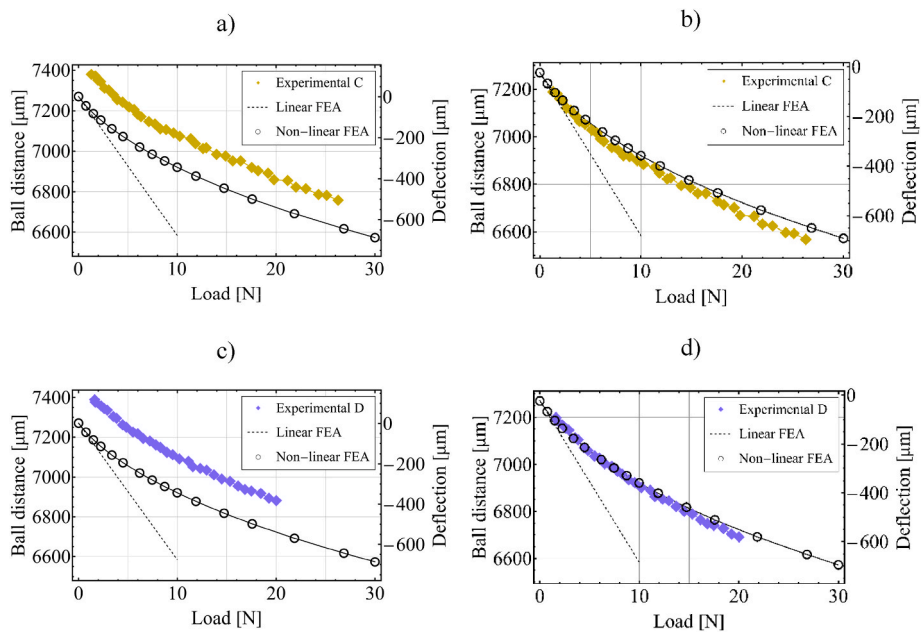 a)
7400
7200
7000
6800
6600
Ball distance [μm]
0
−200
−400
−600
Deflection [μm]
Experimental C
Linear FEA
Non−linear FEA
0
10
20
30
Load [N]
b)
7200
7000
6800
6600
Ball distance [μm]
0
−200
−400
−600
Deflection [μm]
Experimental C
Linear FEA
Non−linear FEA
0
10
20
30
Load [N]
c)
7400
7200
7000
6800
6600
Ball distance [μm]
0
−200
−400
−600
Deflection [μm]
Experimental D
Linear FEA
Non−linear FEA
0
10
20
30
Load [N]
d)
7200
7000
6800
6600
Ball distance [μm]
0
−200
−400
−600
Deflection [μm]
Experimental D
Linear FEA
Non−linear FEA
0
10
20
30
Load [N]